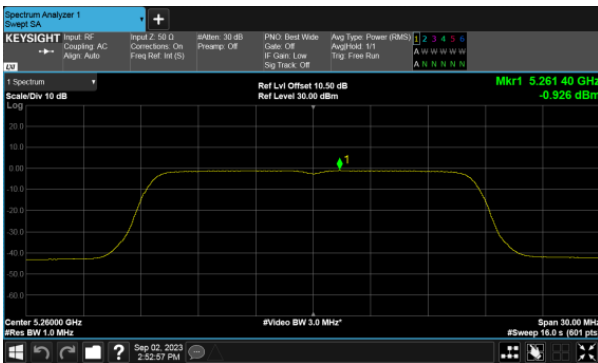 Spectrum Analyzer 1
Swept SA
+
KEYSIGHT
Input: RF
Coupling: AC
Align: Auto
Input Z: 50 Ω
Corrections: On
Freq Ref: Int (S)
#Atten: 30 dB
Preamp: Off
PNO: Best Wide
Gate: Off
IF Gain: Low
Sig Track: Off
Avg Type: Power (RMS)
Avg|Hold: 1/1
Trig: Free Run
1 2 3 4 5 6
A W W W W W
A N N N N N
LXI
1 Spectrum
Scale/Div 10 dB
Log
Ref Lvl Offset 10.50 dB
Ref Level 30.00 dBm
Mkr1 5.261 40 GHz
-0.926 dBm
1
20.0
10.0
0.00
-10.0
-20.0
-30.0
-40.0
-50.0
-60.0
Center 5.26000 GHz
#Res BW 1.0 MHz
#Video BW 3.0 MHz*
Span 30.00 MHz
#Sweep 16.0 s (601 pts
?
Sep 02, 2023
2:52:57 PM